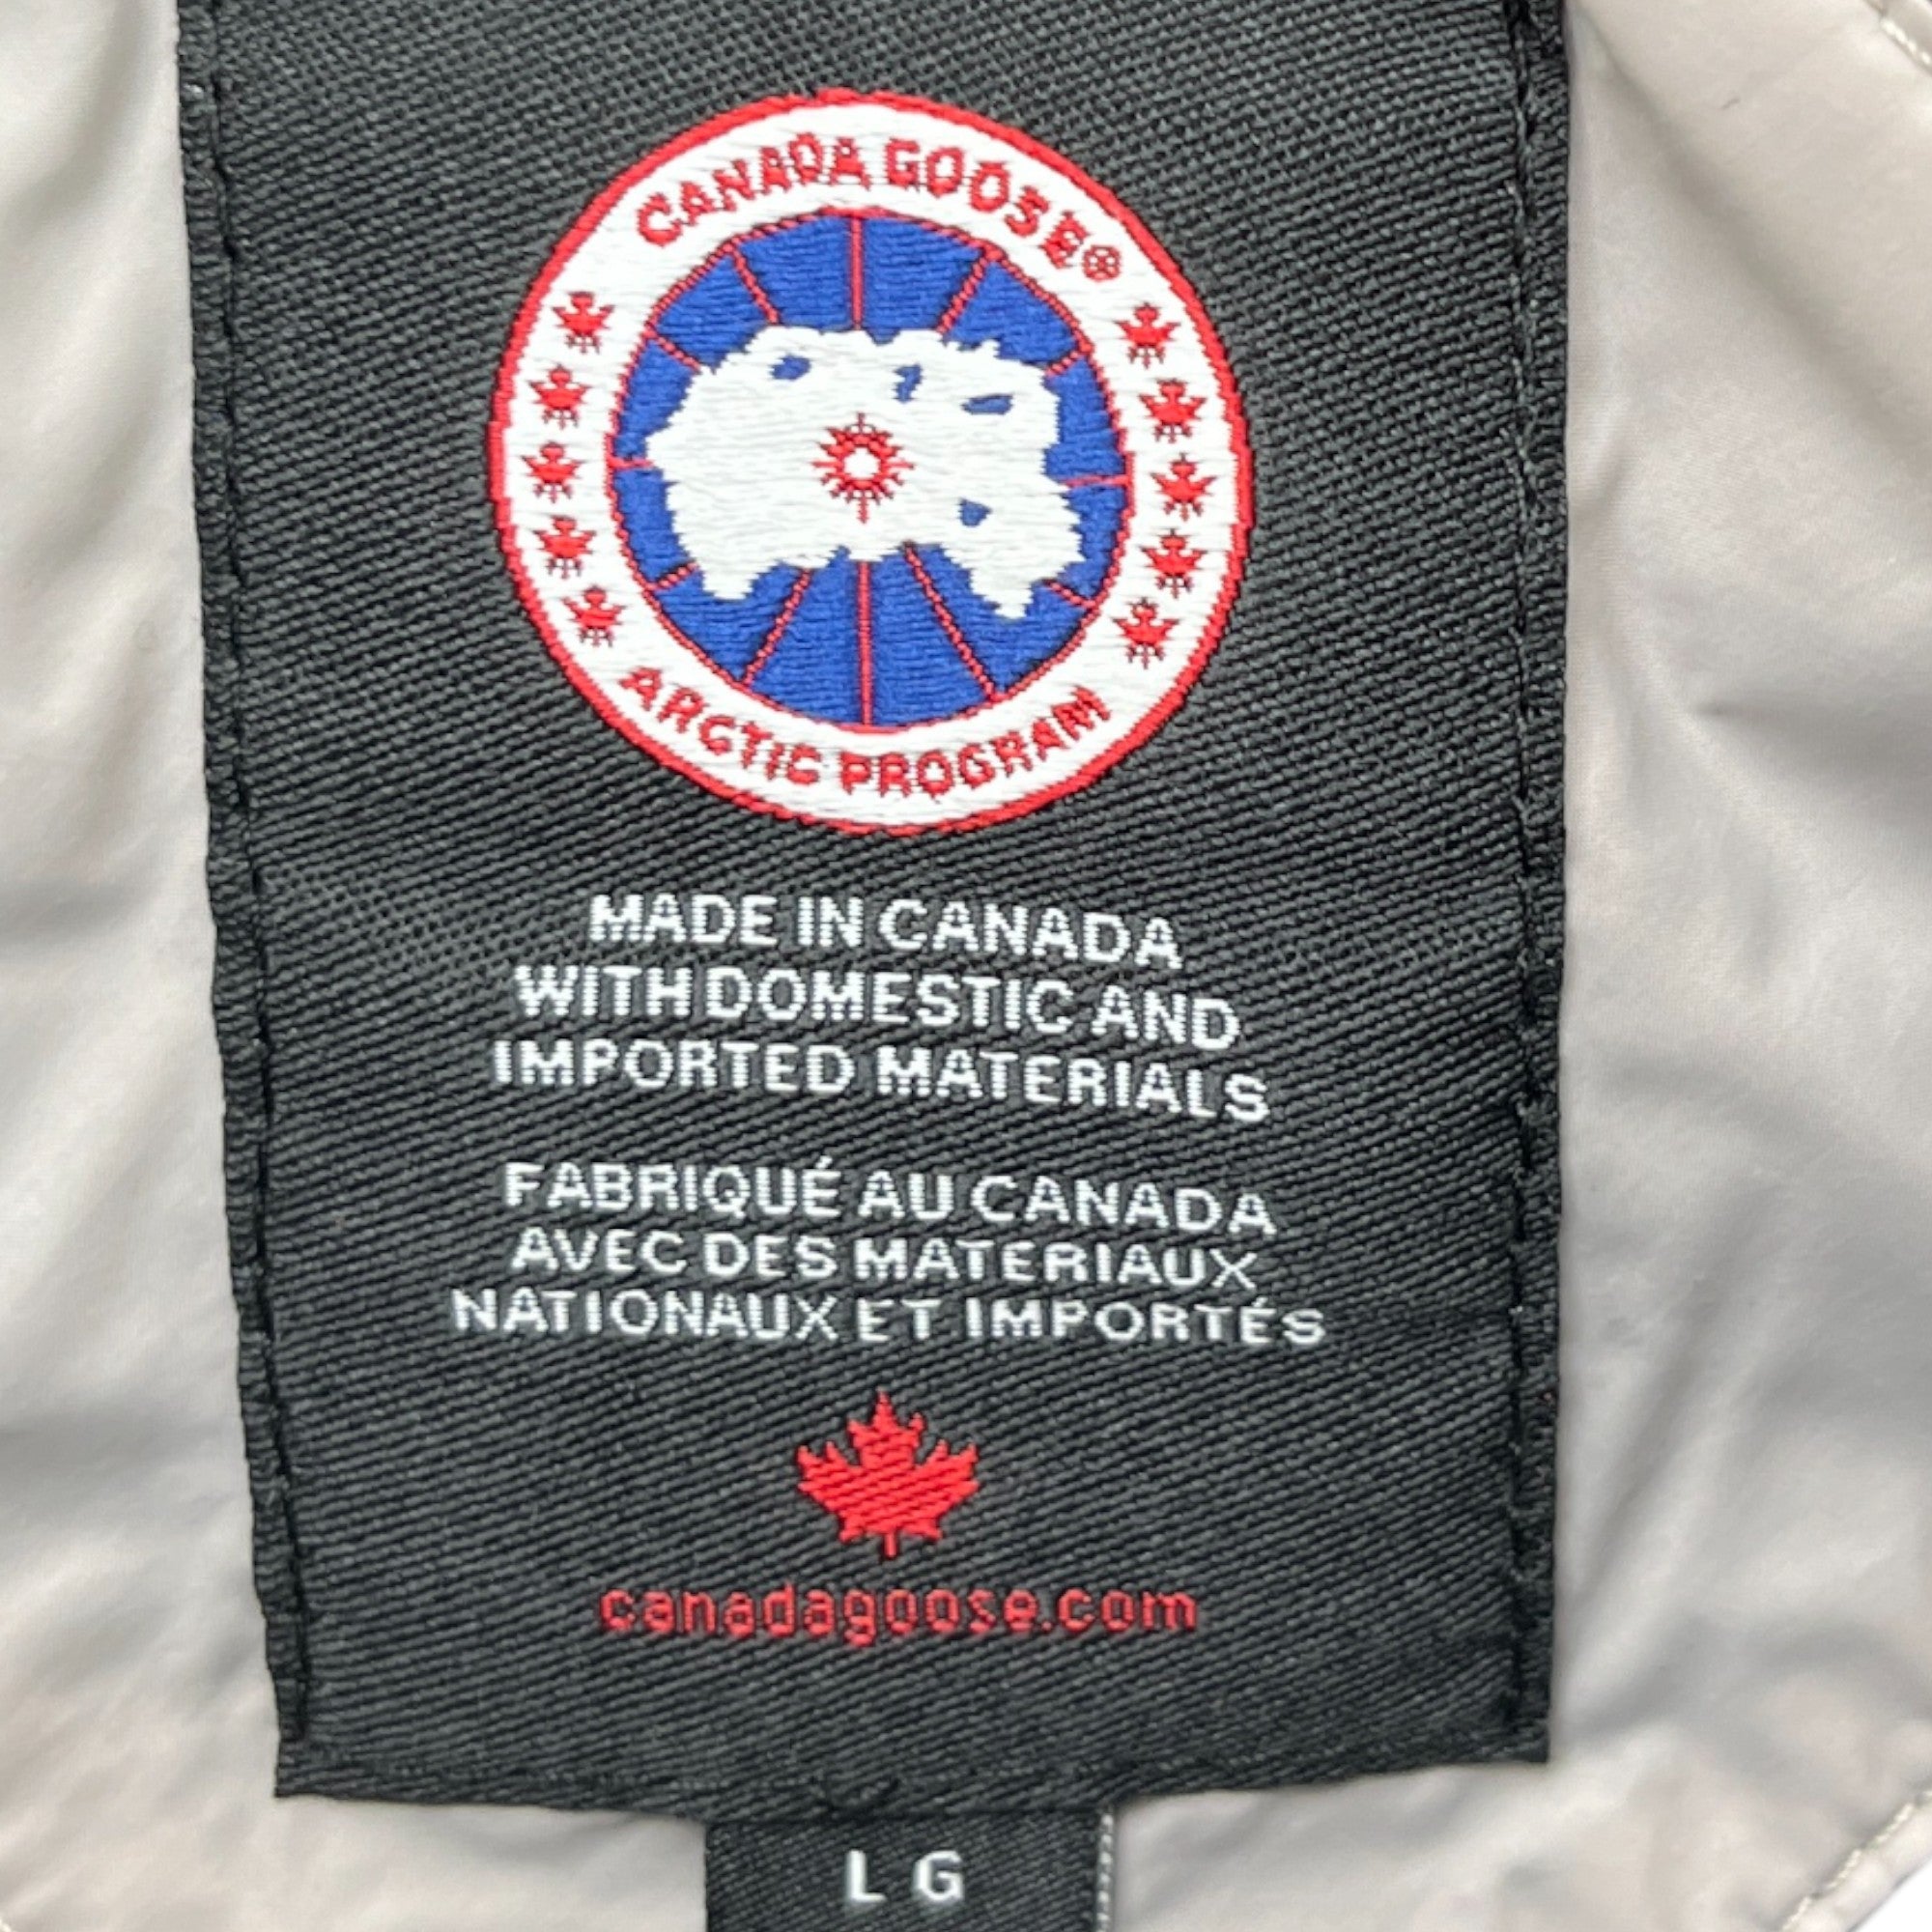 CANADA GOOSE®
ARCTIC PROGRAM
MADE IN CANADA
WITH DOMESTIC AND
IMPORTED MATERIALS
FABRIQUÉ AU CANADA
AVEC DES MATERIAUX
NATIONAUX ET IMPORTÉS
canadagoose.com
LG